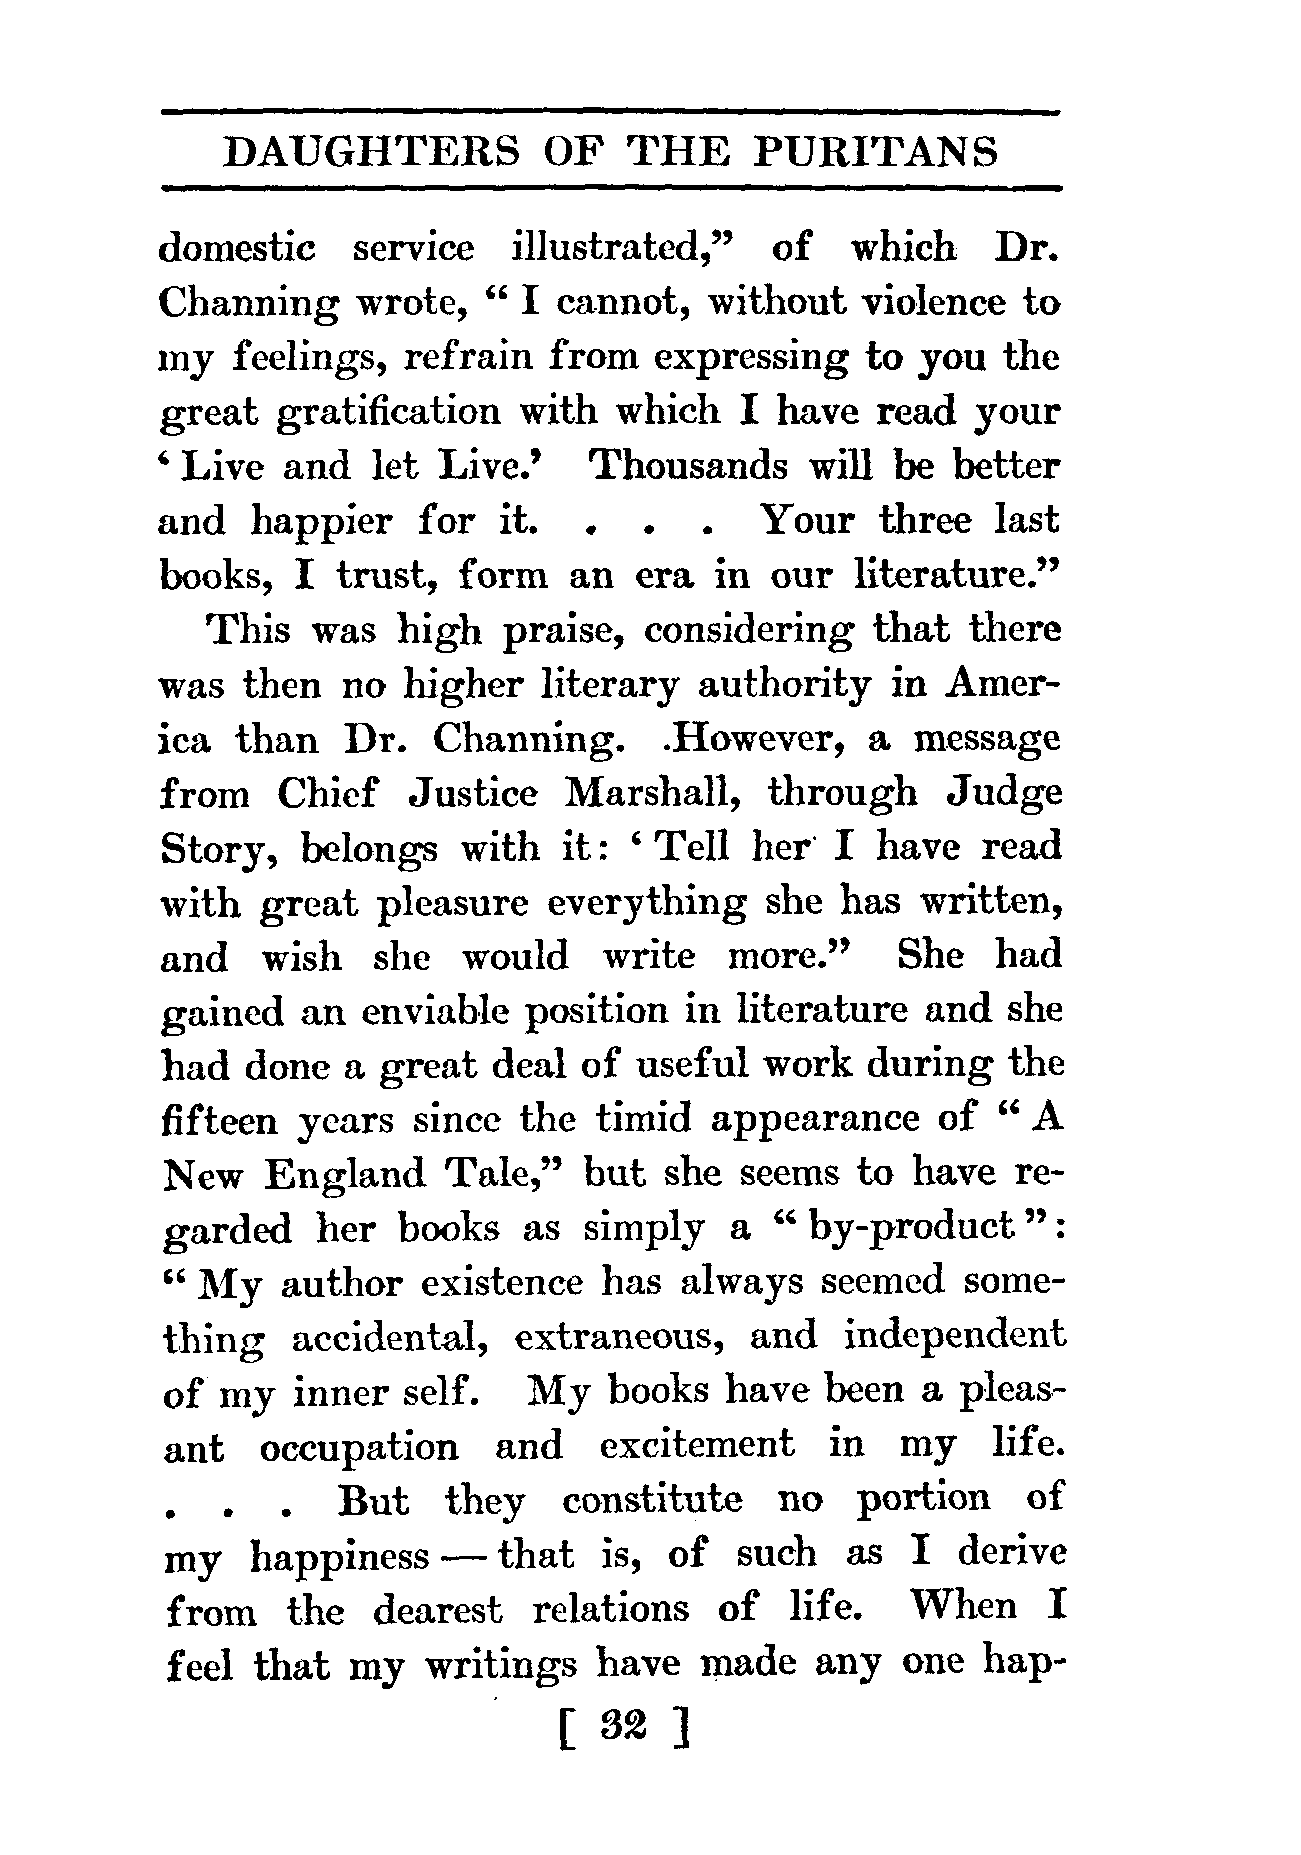 DAUGHTERS OF THE PURITANS
domestic service illustrated,” of which Dr.
Channing wrote, “ I cannot, without violence to
my feelings, refrain from expressing to you the
great gratification with which I have read your
‘ Live and let Live.’ Thousands will be better
and happier for it. . . . Your three last
books, I trust, form an era in our literature.”
This was high praise, considering that there
was then no higher literary authority in Amer-
ica than Dr. Channing. .However, a message
from Chief Justice Marshall, through Judge
Story, belongs with it: ‘ Tell her I have read
with great pleasure everything she has written,
and wish she would write more.” She had
gained an enviable position in literature and she
had done a great deal of useful work during the
fifteen years since the timid appearance of “ A
New England Tale,” but she seems to have re-
garded her books as simply a “ by-product ” :
“ My author existence has always seemed some-
thing accidental, extraneous, and independent
of my inner self. My books have been a pleas-
ant occupation and excitement in my life.
. . . But they constitute no portion of
my happiness — that is, of such as I derive
from the dearest relations of life. When I
feel that my writings have made any one hap-
[ 32 ]